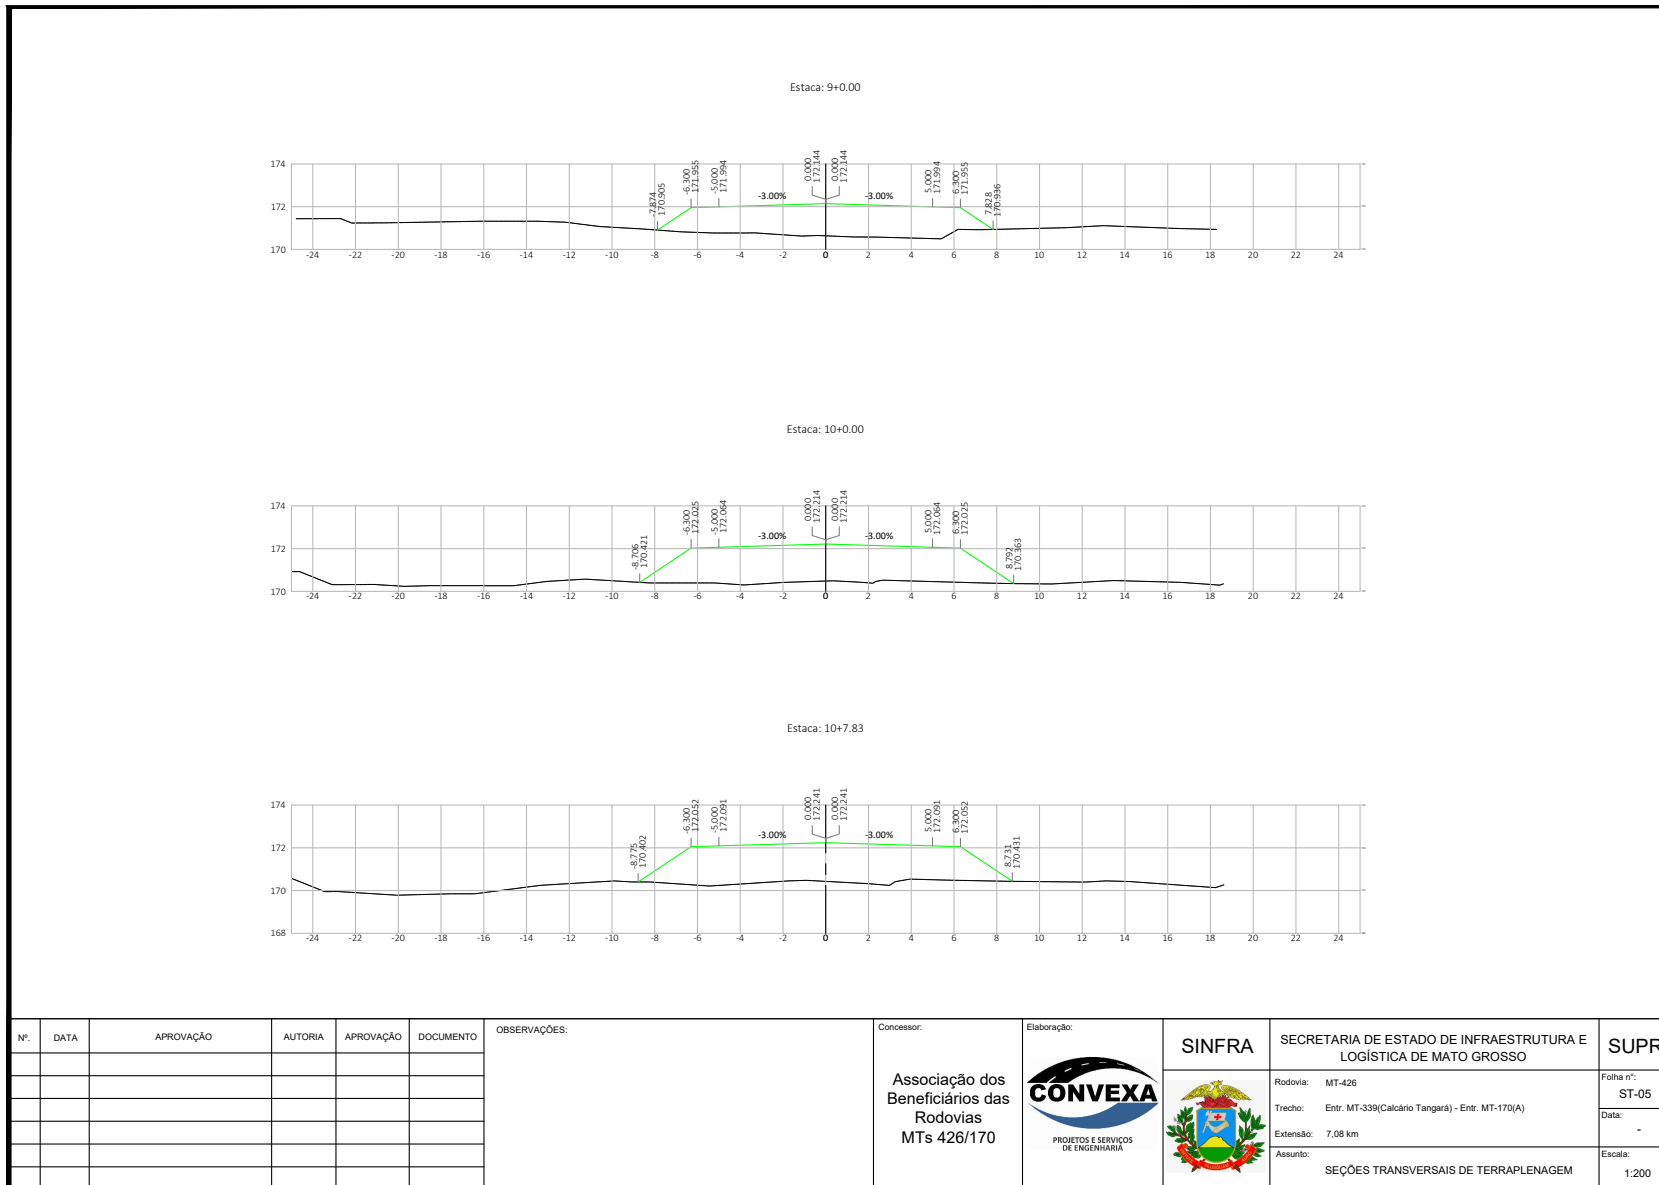 Estaca: 9+0.00
-7.874
170.905
-6.300
171.955
-5.000
171.994
0.000
172.144
0.000
172.144
5.000
171.994
6.300
171.955
7.828
170.936
-3.00%
-3.00%
174
172
170
-24 -22 -20 -18 -16 -14 -12 -10 -8 -6 -4 -2 0 2 4 6 8 10 12 14 16 18 20 22 24
Estaca: 10+0.00
-8.706
170.421
-6.300
172.025
-5.000
172.064
0.000
172.214
0.000
172.214
5.000
172.064
6.300
172.025
8.792
170.363
-3.00%
-3.00%
174
172
170
-24 -22 -20 -18 -16 -14 -12 -10 -8 -6 -4 -2 0 2 4 6 8 10 12 14 16 18 20 22 24
Estaca: 10+7.83
-8.775
170.402
-6.300
172.052
-5.000
172.091
0.000
172.241
0.000
172.241
5.000
172.091
6.300
172.052
8.731
170.431
-3.00%
-3.00%
174
172
170
168
-24 -22 -20 -18 -16 -14 -12 -10 -8 -6 -4 -2 0 2 4 6 8 10 12 14 16 18 20 22 24
Nº. DATA APROVAÇÃO AUTORIA APROVAÇÃO DOCUMENTO
OBSERVAÇÕES:
Concessor:
Associação dos
Beneficiários das
Rodovias
MTs 426/170
Elaboração:
CONVEXA
PROJETOS E SERVIÇOS
DE ENGENHARIA
SINFRA
SECRETARIA DE ESTADO DE INFRAESTRUTURA E
LOGÍSTICA DE MATO GROSSO
SUPR
Rodovia: MT-426
Trecho: Entr. MT-339(Calcário Tangará) - Entr. MT-170(A)
Extensão: 7,08 km
Assunto:
SEÇÕES TRANSVERSAIS DE TERRAPLENAGEM
Folha n°:
ST-05
Data:
-
Escala:
1:200